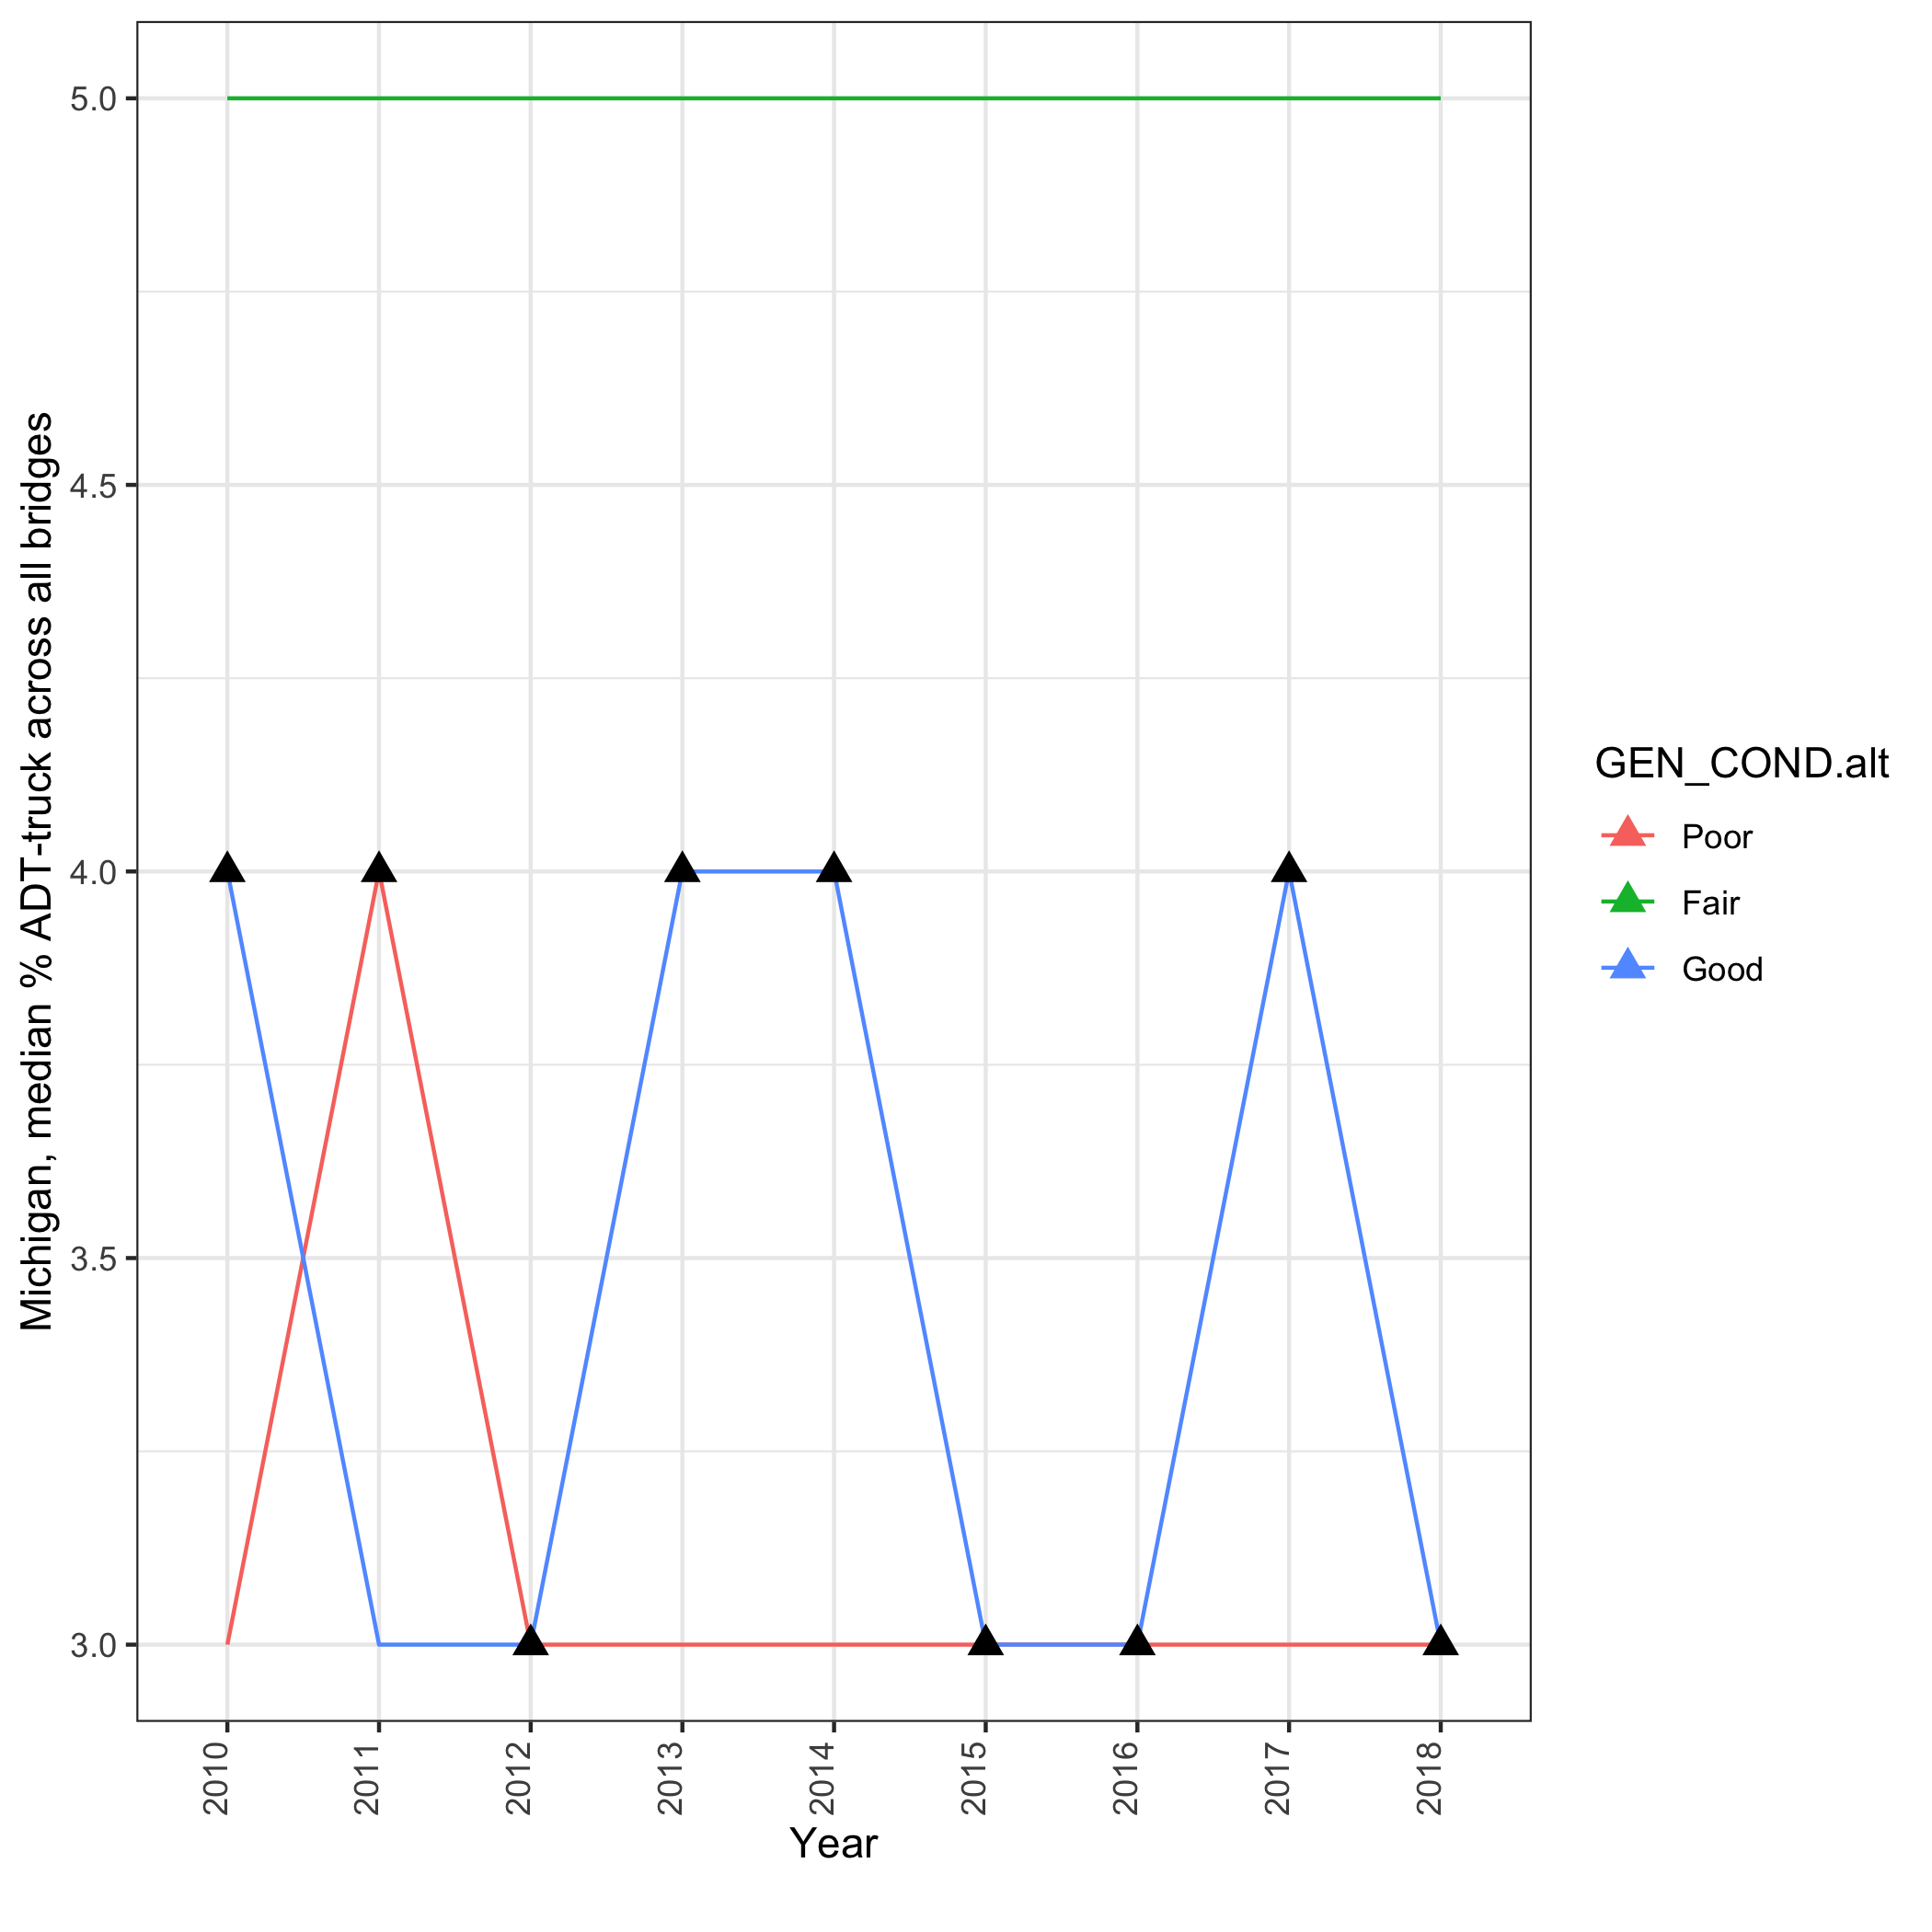 Michigan, median % ADT-truck across all bridges
5.0
4.5
4.0
3.5
3.0
2010
2011
2012
2013
2014
2015
2016
2017
2018
Year
GEN_COND.alt
Poor
Fair
Good